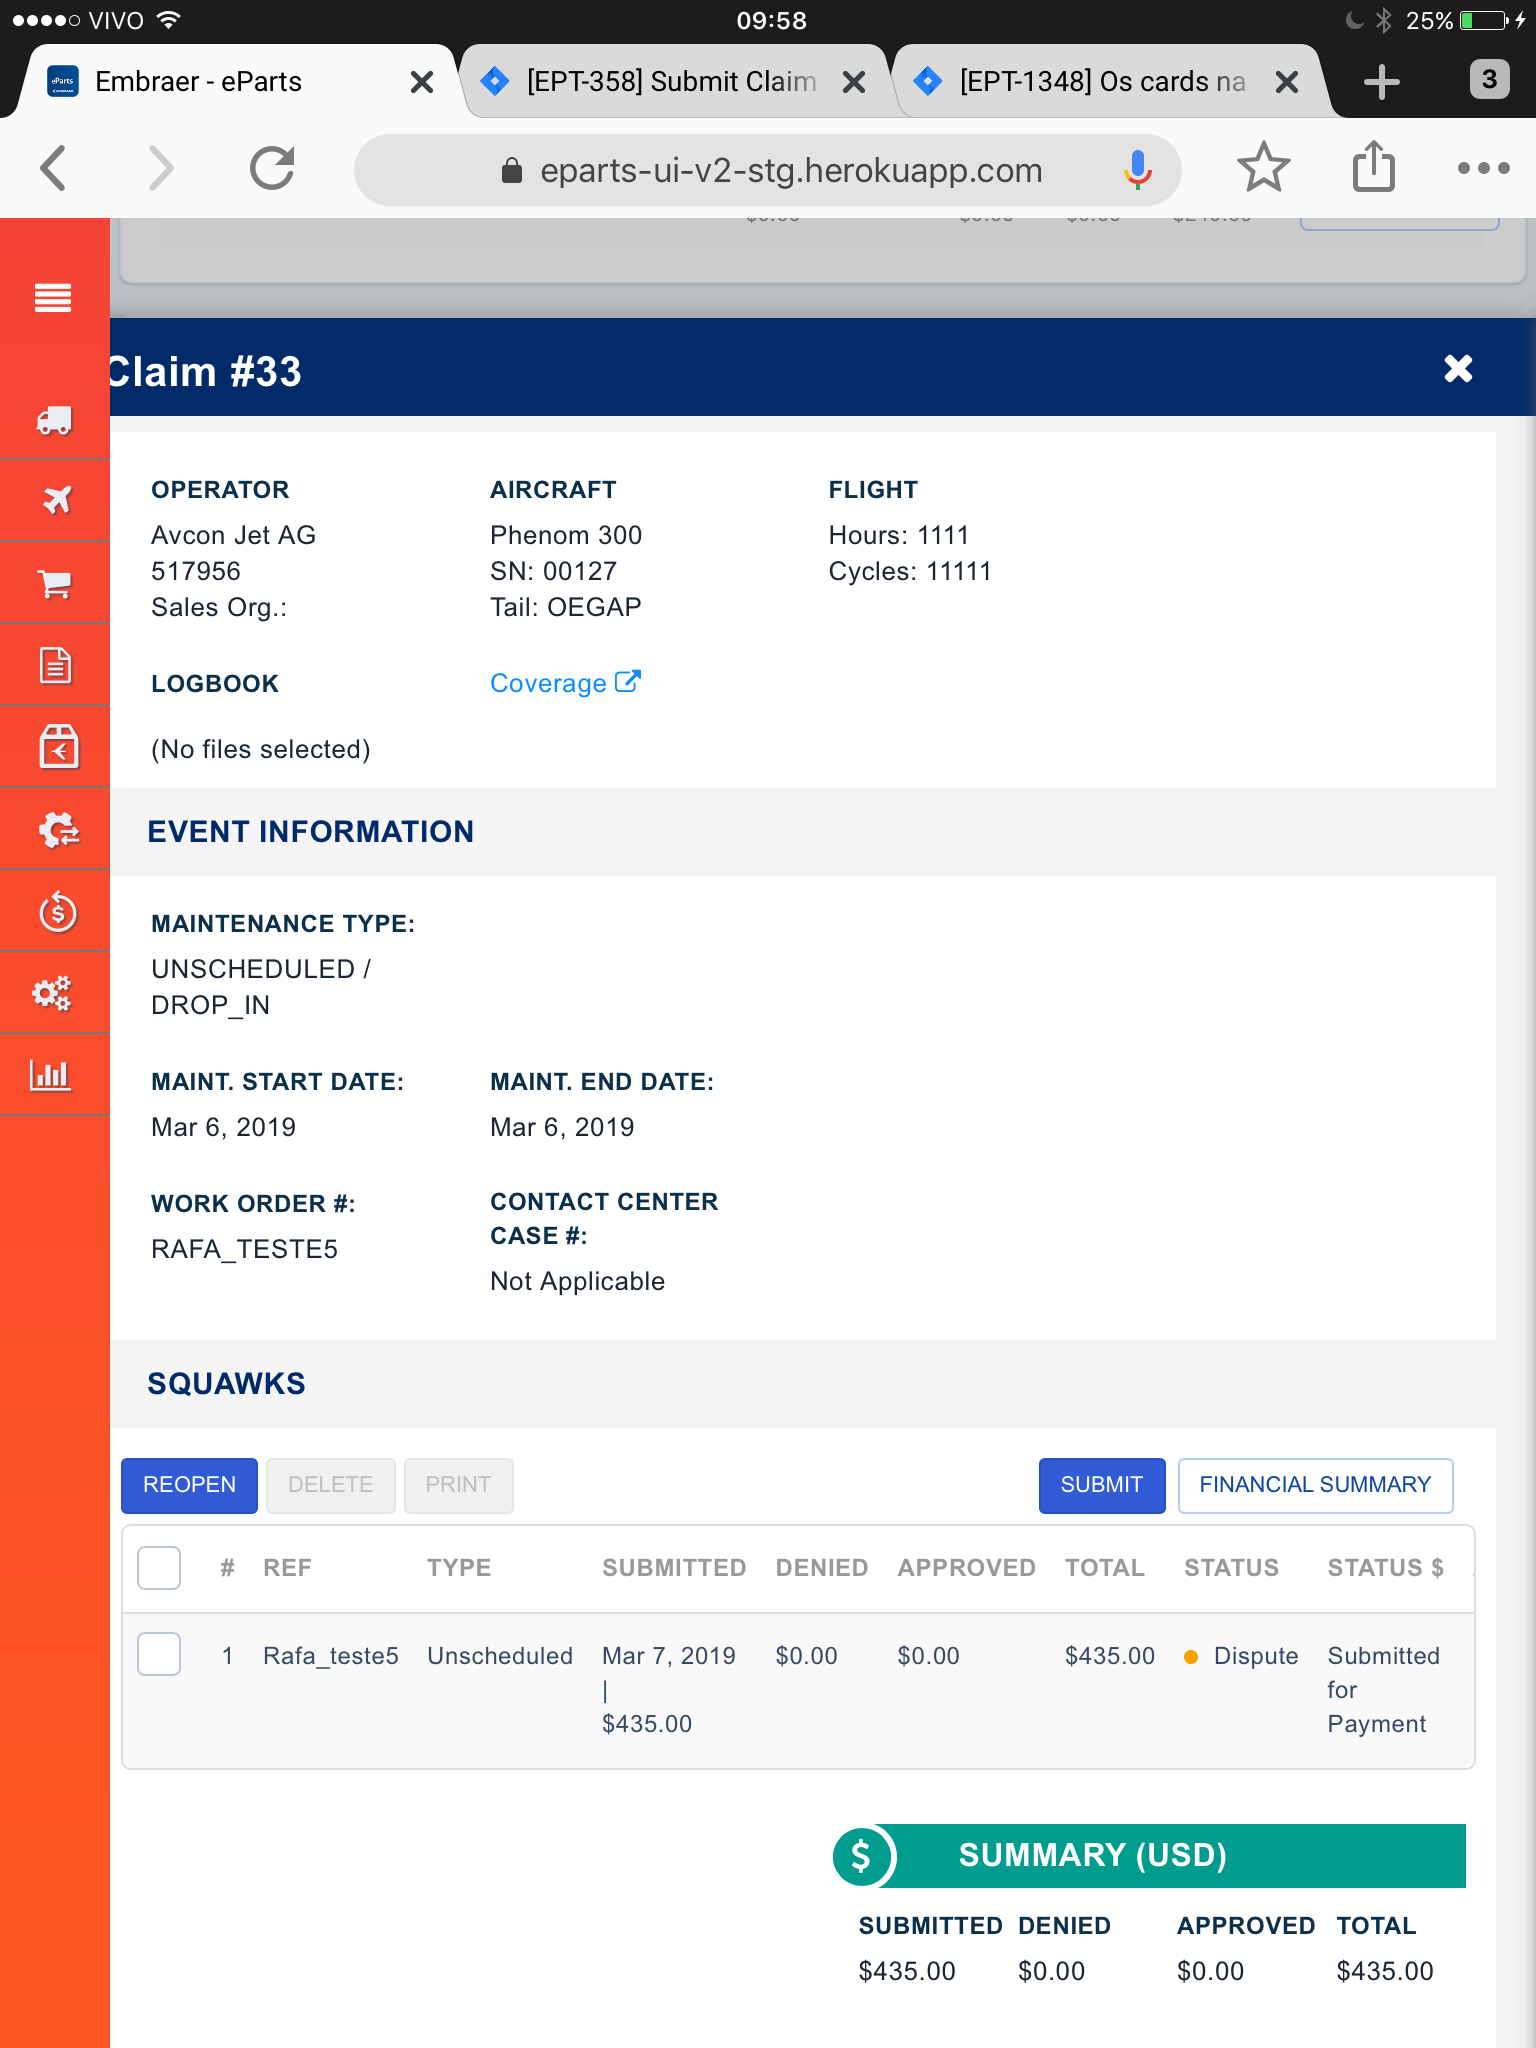 VIVO 09:58 25%
eParts Embraer - eParts [EPT-358] Submit Claim [EPT-1348] Os cards na 3
eparts-ui-v2-stg.herokuapp.com
Claim #33
OPERATOR AIRCRAFT FLIGHT
Avcon Jet AG Phenom 300 Hours: 1111
517956 SN: 00127 Cycles: 11111
Sales Org.: Tail: OEGAP
LOGBOOK Coverage
(No files selected)
EVENT INFORMATION
MAINTENANCE TYPE:
UNSCHEDULED /
DROP_IN
MAINT. START DATE: MAINT. END DATE:
Mar 6, 2019 Mar 6, 2019
WORK ORDER #: CONTACT CENTER
CASE #:
RAFA_TESTE5
Not Applicable
SQUAWKS
REOPEN DELETE PRINT SUBMIT FINANCIAL SUMMARY
# REF TYPE SUBMITTED DENIED APPROVED TOTAL STATUS STATUS $
1 Rafa_teste5 Unscheduled Mar 7, 2019 $0.00 $0.00 $435.00 Dispute Submitted
| for
$435.00 Payment
$ SUMMARY (USD)
SUBMITTED DENIED APPROVED TOTAL
$435.00 $0.00 $0.00 $435.00